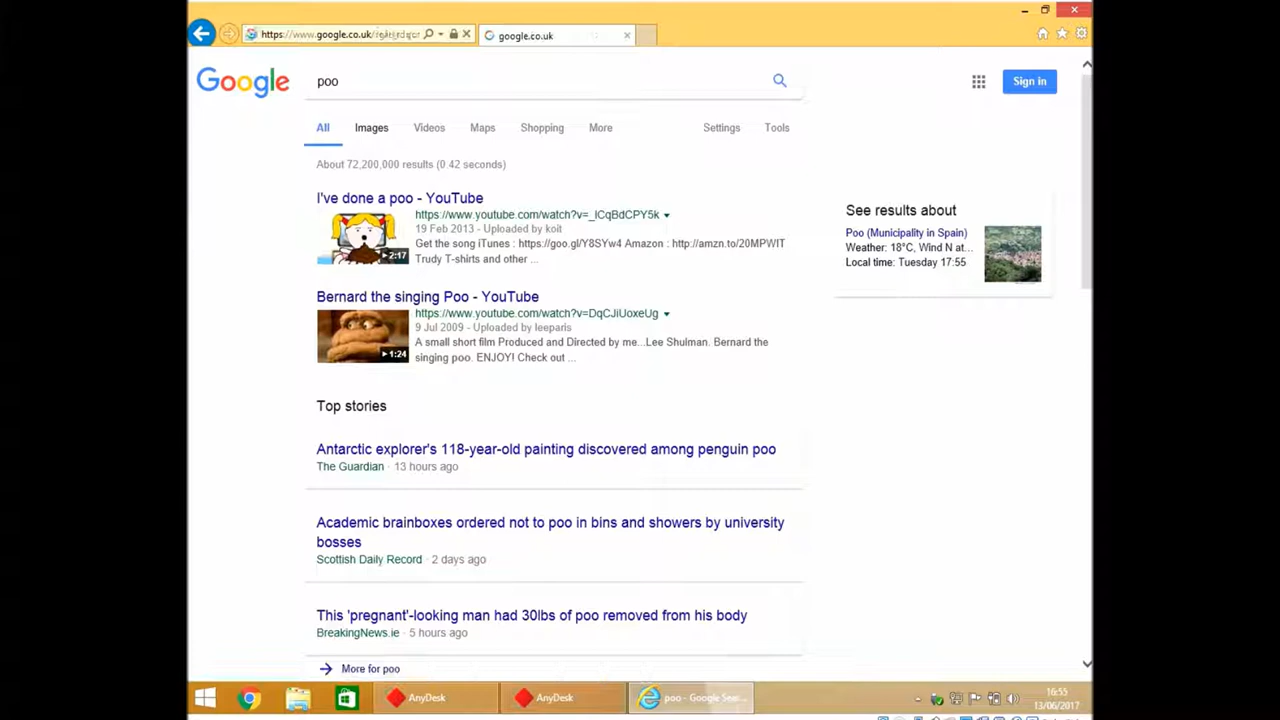 https://www.google.co.uk/
google.co.uk
Google
poo
Sign in
All Images Videos Maps Shopping More Settings Tools
About 72,200,000 results (0.42 seconds)
I've done a poo - YouTube
https://www.youtube.com/watch?v=_lCqBdCPY5k
19 Feb 2013 - Uploaded by koit
Get the song iTunes : https://goo.gl/Y8SYw4 Amazon : http://amzn.to/20MPWIT
Trudy T-shirts and other ...
2:17
Bernard the singing Poo - YouTube
https://www.youtube.com/watch?v=DqCJiUoxeUg
9 Jul 2009 - Uploaded by leeparis
A small short film Produced and Directed by me...Lee Shulman. Bernard the
singing poo. ENJOY! Check out ...
1:24
See results about
Poo (Municipality in Spain)
Weather: 18°C, Wind N at...
Local time: Tuesday 17:55
Top stories
Antarctic explorer's 118-year-old painting discovered among penguin poo
The Guardian · 13 hours ago
Academic brainboxes ordered not to poo in bins and showers by university
bosses
Scottish Daily Record · 2 days ago
This 'pregnant'-looking man had 30lbs of poo removed from his body
BreakingNews.ie · 5 hours ago
More for poo
AnyDesk
AnyDesk
poo - Google Sear...
16:55
13/06/2017